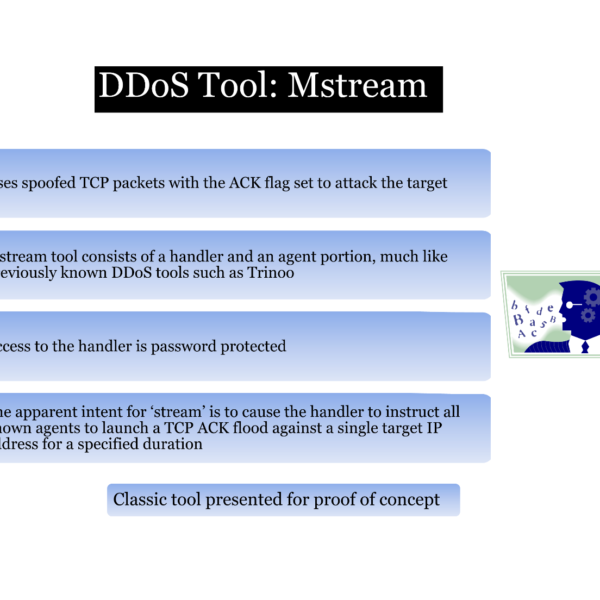 DDoS Tool: Mstream
ses spoofed TCP packets with the ACK flag set to attack the target
stream tool consists of a handler and an agent portion, much like
eviously known DDoS tools such as Trinoo
ccess to the handler is password protected
he apparent intent for ‘stream’ is to cause the handler to instruct all
nown agents to launch a TCP ACK flood against a single target IP
ddress for a specified duration
Classic tool presented for proof of concept
h f d e
B a s h
A c